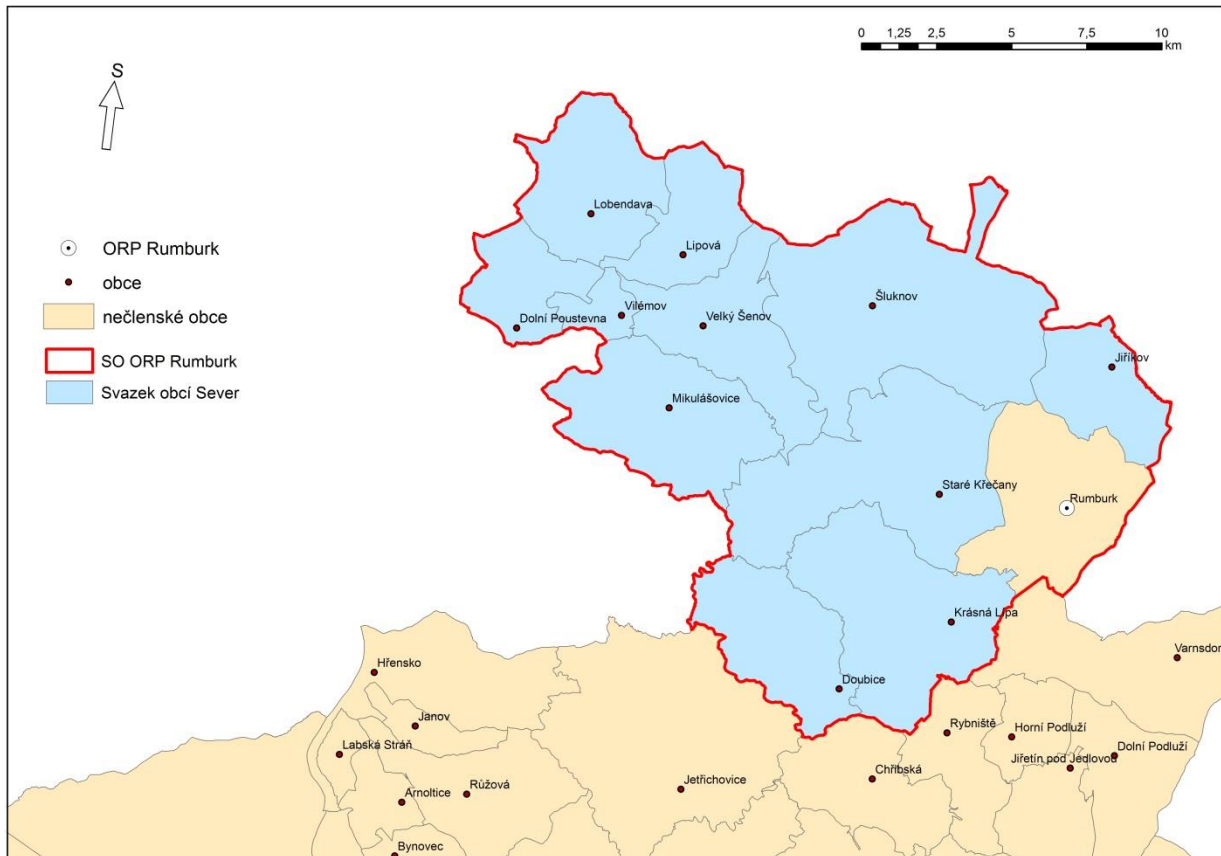 0 1,25 2,5 5 7,5 10
km
S
ORP Rumburk
obce
nečlenské obce
SO ORP Rumburk
Svazek obcí Sever
Lobendava
Lipová
Šluknov
Vilémov
Dolní Poustevna
Velký Šenov
Jiříkov
Mikulášovice
Staré Křečany
Rumburk
Krásná Lípa
Varnsdor
Hřensko
Doubice
Janov
Rybniště
Horní Podluží
Labská Stráň
Dolní Podluží
Jiřetín pod Jedlovou
Chřibská
Jetřichovice
Růžová
Arnoltice
Bynovec